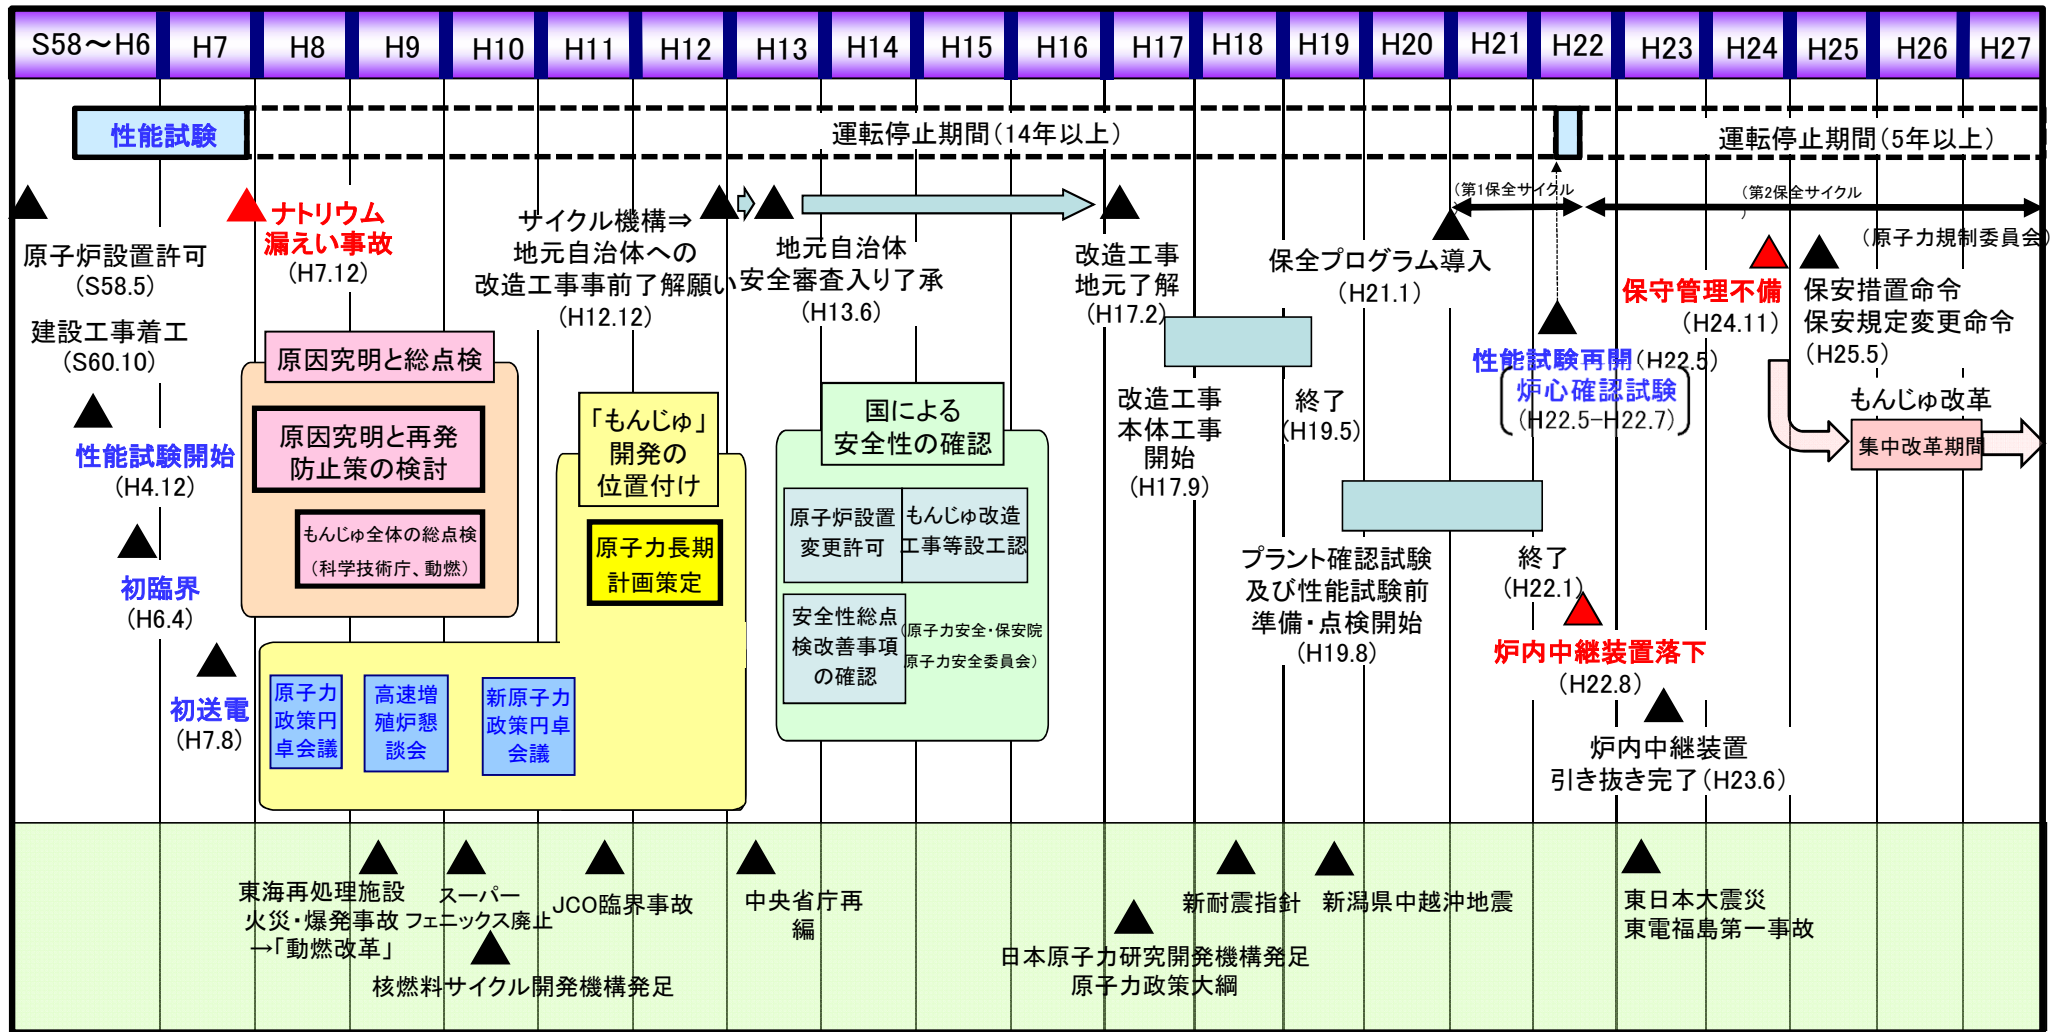 S58～H6 H7 H8 H9 H10 H11 H12 H13 H14 H15 H16 H17 H18 H19 H20 H21 H22 H23 H24 H25 H26 H27
性能試験
運転停止期間(14年以上)
運転停止期間(5年以上)
(第1保全サイクル
)
(第2保全サイクル
)
原子炉設置許可
(S58.5)
建設工事着工
(S60.10)
性能試験開始
(H4.12)
初臨界
(H6.4)
初送電
(H7.8)
ナトリウム
漏えい事故
(H7.12)
サイクル機構⇒
地元自治体への
改造工事事前了解願い
(H12.12)
地元自治体
安全審査入り了承
(H13.6)
改造工事
地元了解
(H17.2)
保全プログラム導入
(H21.1)
(原子力規制委員会)
保守管理不備
(H24.11)
保安措置命令
保安規定変更命令
(H25.5)
性能試験再開(H22.5)
炉心確認試験
(H22.5-H22.7)
もんじゅ改革
集中改革期間
原因究明と総点検
原因究明と再発
防止策の検討
もんじゅ全体の総点検
(科学技術庁、動燃)
「もんじゅ」
開発の
位置付け
原子力長期
計画策定
原子力
政策円
卓会議
高速増
殖炉懇
談会
新原子力
政策円卓
会議
国による
安全性の確認
原子炉設置
変更許可
もんじゅ改造
工事等設工認
安全性総点
検改善事項
の確認
(原子力安全・保安院
原子力安全委員会)
改造工事
本体工事
開始
(H17.9)
終了
(H19.5)
プラント確認試験
及び性能試験前
準備・点検開始
(H19.8)
終了
(H22.1)
炉内中継装置落下
(H22.8)
炉内中継装置
引き抜き完了(H23.6)
東海再処理施設
火災・爆発事故
→「動燃改革」
スーパー
フェニックス廃止
核燃料サイクル開発機構発足
JCO臨界事故
中央省庁再
編
日本原子力研究開発機構発足
原子力政策大綱
新耐震指針
新潟県中越沖地震
東日本大震災
東電福島第一事故